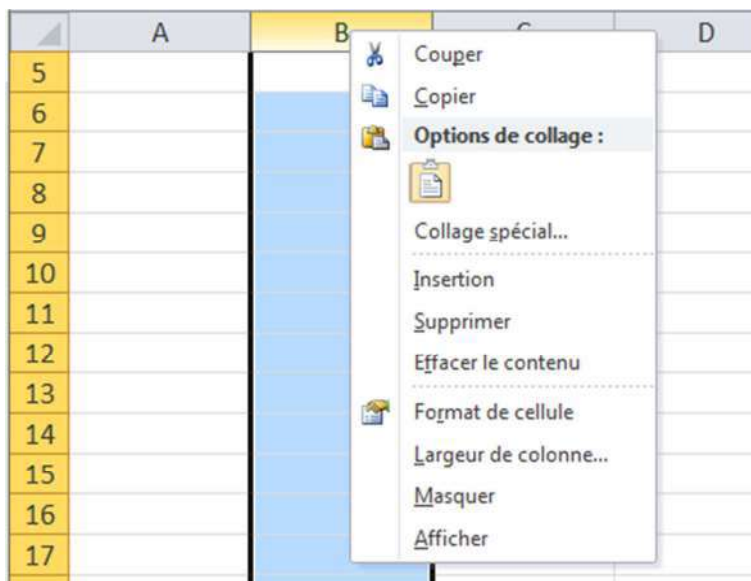 A B C D
5
6
7
8
9
10
11
12
13
14
15
16
17
Couper
Copier
Options de collage :
Collage spécial...
Insertion
Supprimer
Effacer le contenu
Format de cellule
Largeur de colonne...
Masquer
Afficher